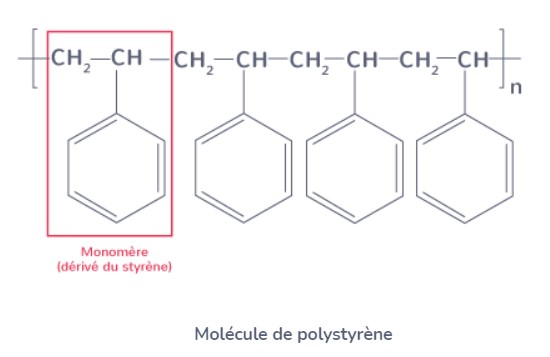 [CH₂—CH—CH₂—CH—CH₂—CH—CH₂—CH]n
Monomère
(dérivé du styrène)
Molécule de polystyrène